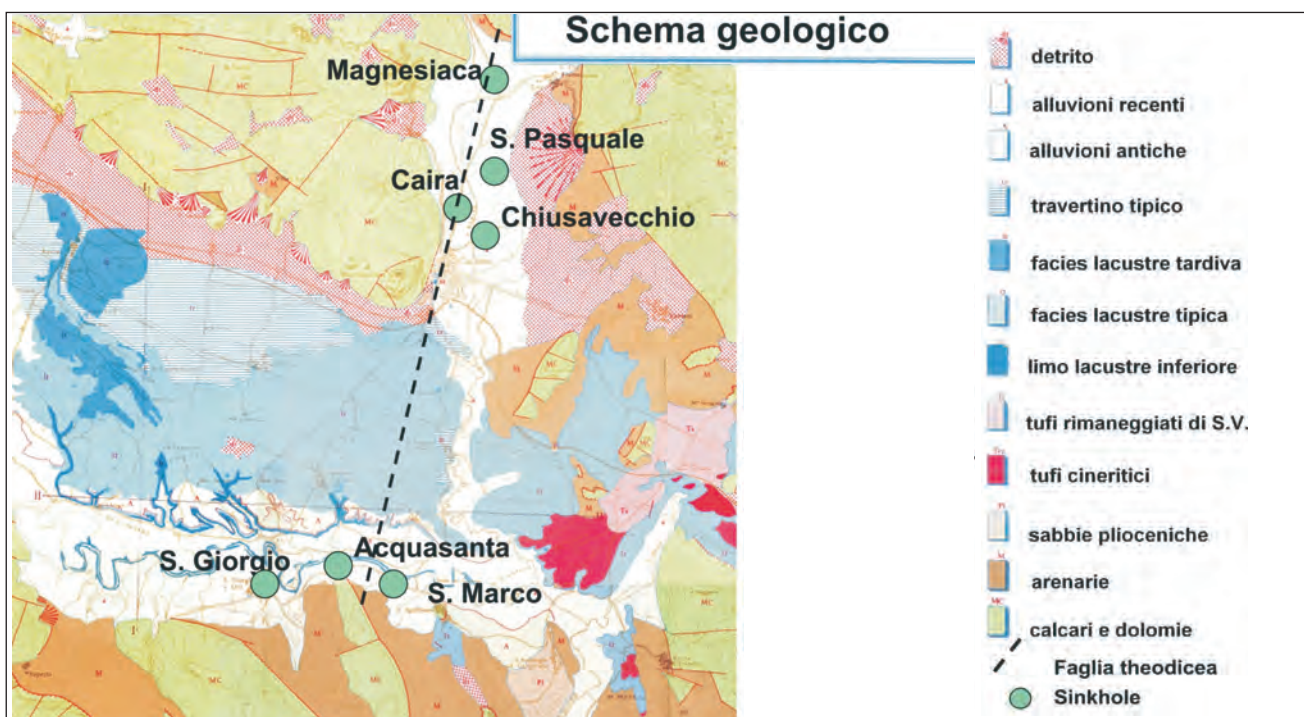 Schema geologico
Magnesiaca
S. Pasquale
Caira
Chiusavecchio
S. Giorgio
Acquasanta
S. Marco
detrito
alluvioni recenti
alluvioni antiche
travertino tipico
facies lacustre tardiva
facies lacustre tipica
limo lacustre inferiore
tufi rimaneggiati di S.V.
tufi cineritici
sabbie plioceniche
arenarie
calcari e dolomie
Faglia theodicea
Sinkhole